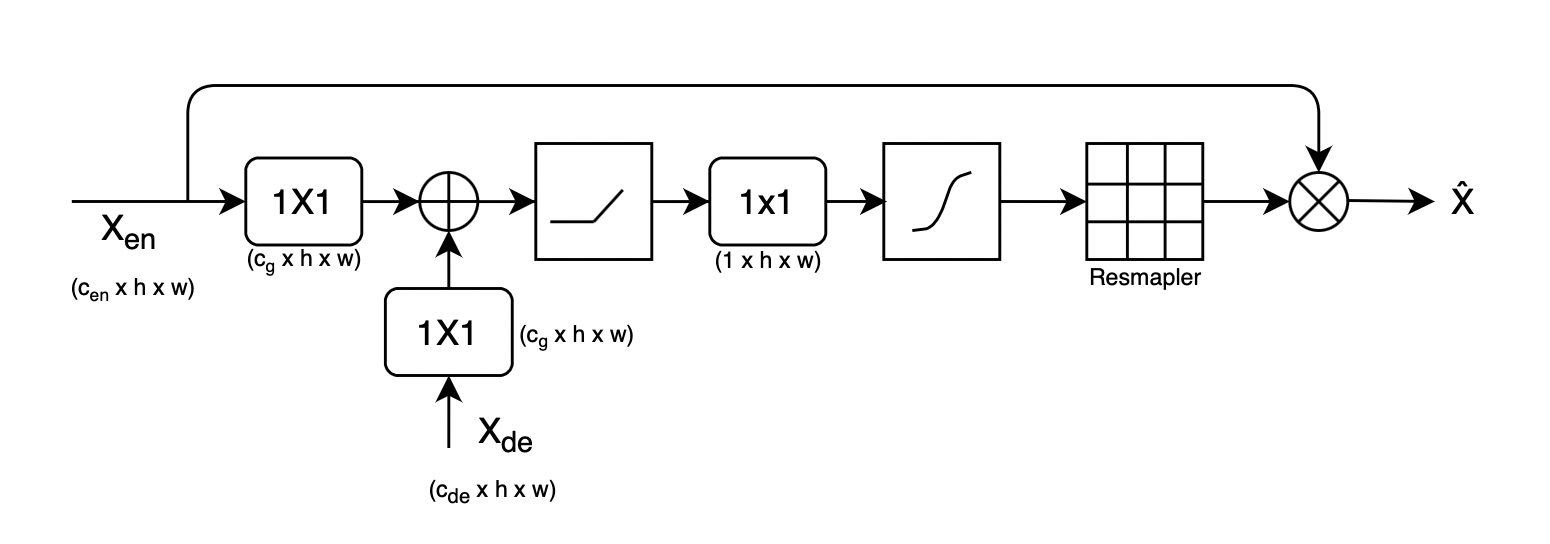 1X1
1x1
X̂
X_en
(c_g x h x w)
(1 x h x w)
Resmapler
(c_en x h x w)
1X1
(c_g x h x w)
X_de
(c_de x h x w)